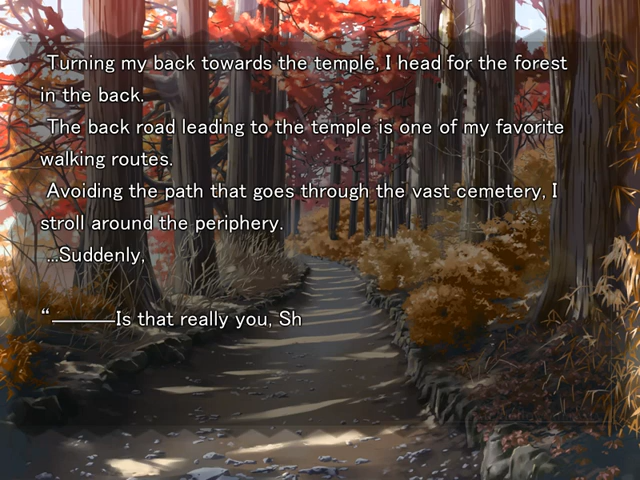 Turning my back towards the temple, I head for the forest
in the back.
The back road leading to the temple is one of my favorite
walking routes.
Avoiding the path that goes through the vast cemetery, I
stroll around the periphery.
...Suddenly,
“―――Is that really you, Sh